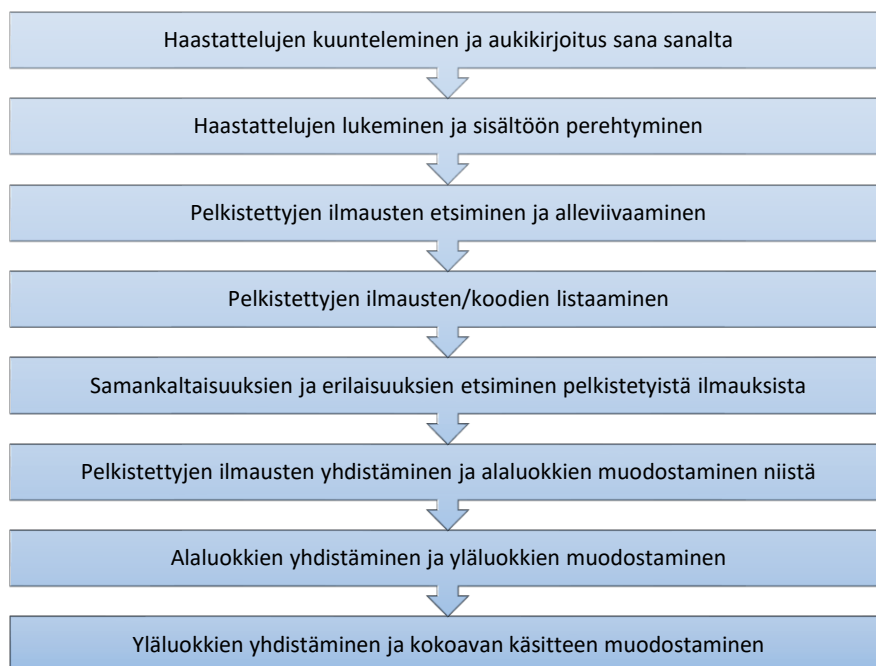 Haastattelujen kuunteleminen ja aukikirjoitus sana sanalta
Haastattelujen lukeminen ja sisältöön perehtyminen
Pelkistettyjen ilmausten etsiminen ja alleviivaaminen
Pelkistettyjen ilmausten/koodien listaaminen
Samankaltaisuuksien ja erilaisuuksien etsiminen pelkistetyistä ilmauksista
Pelkistettyjen ilmausten yhdistäminen ja alaluokkien muodostaminen niistä
Alaluokkien yhdistäminen ja yläluokkien muodostaminen
Yläluokkien yhdistäminen ja kokoavan käsitteen muodostaminen